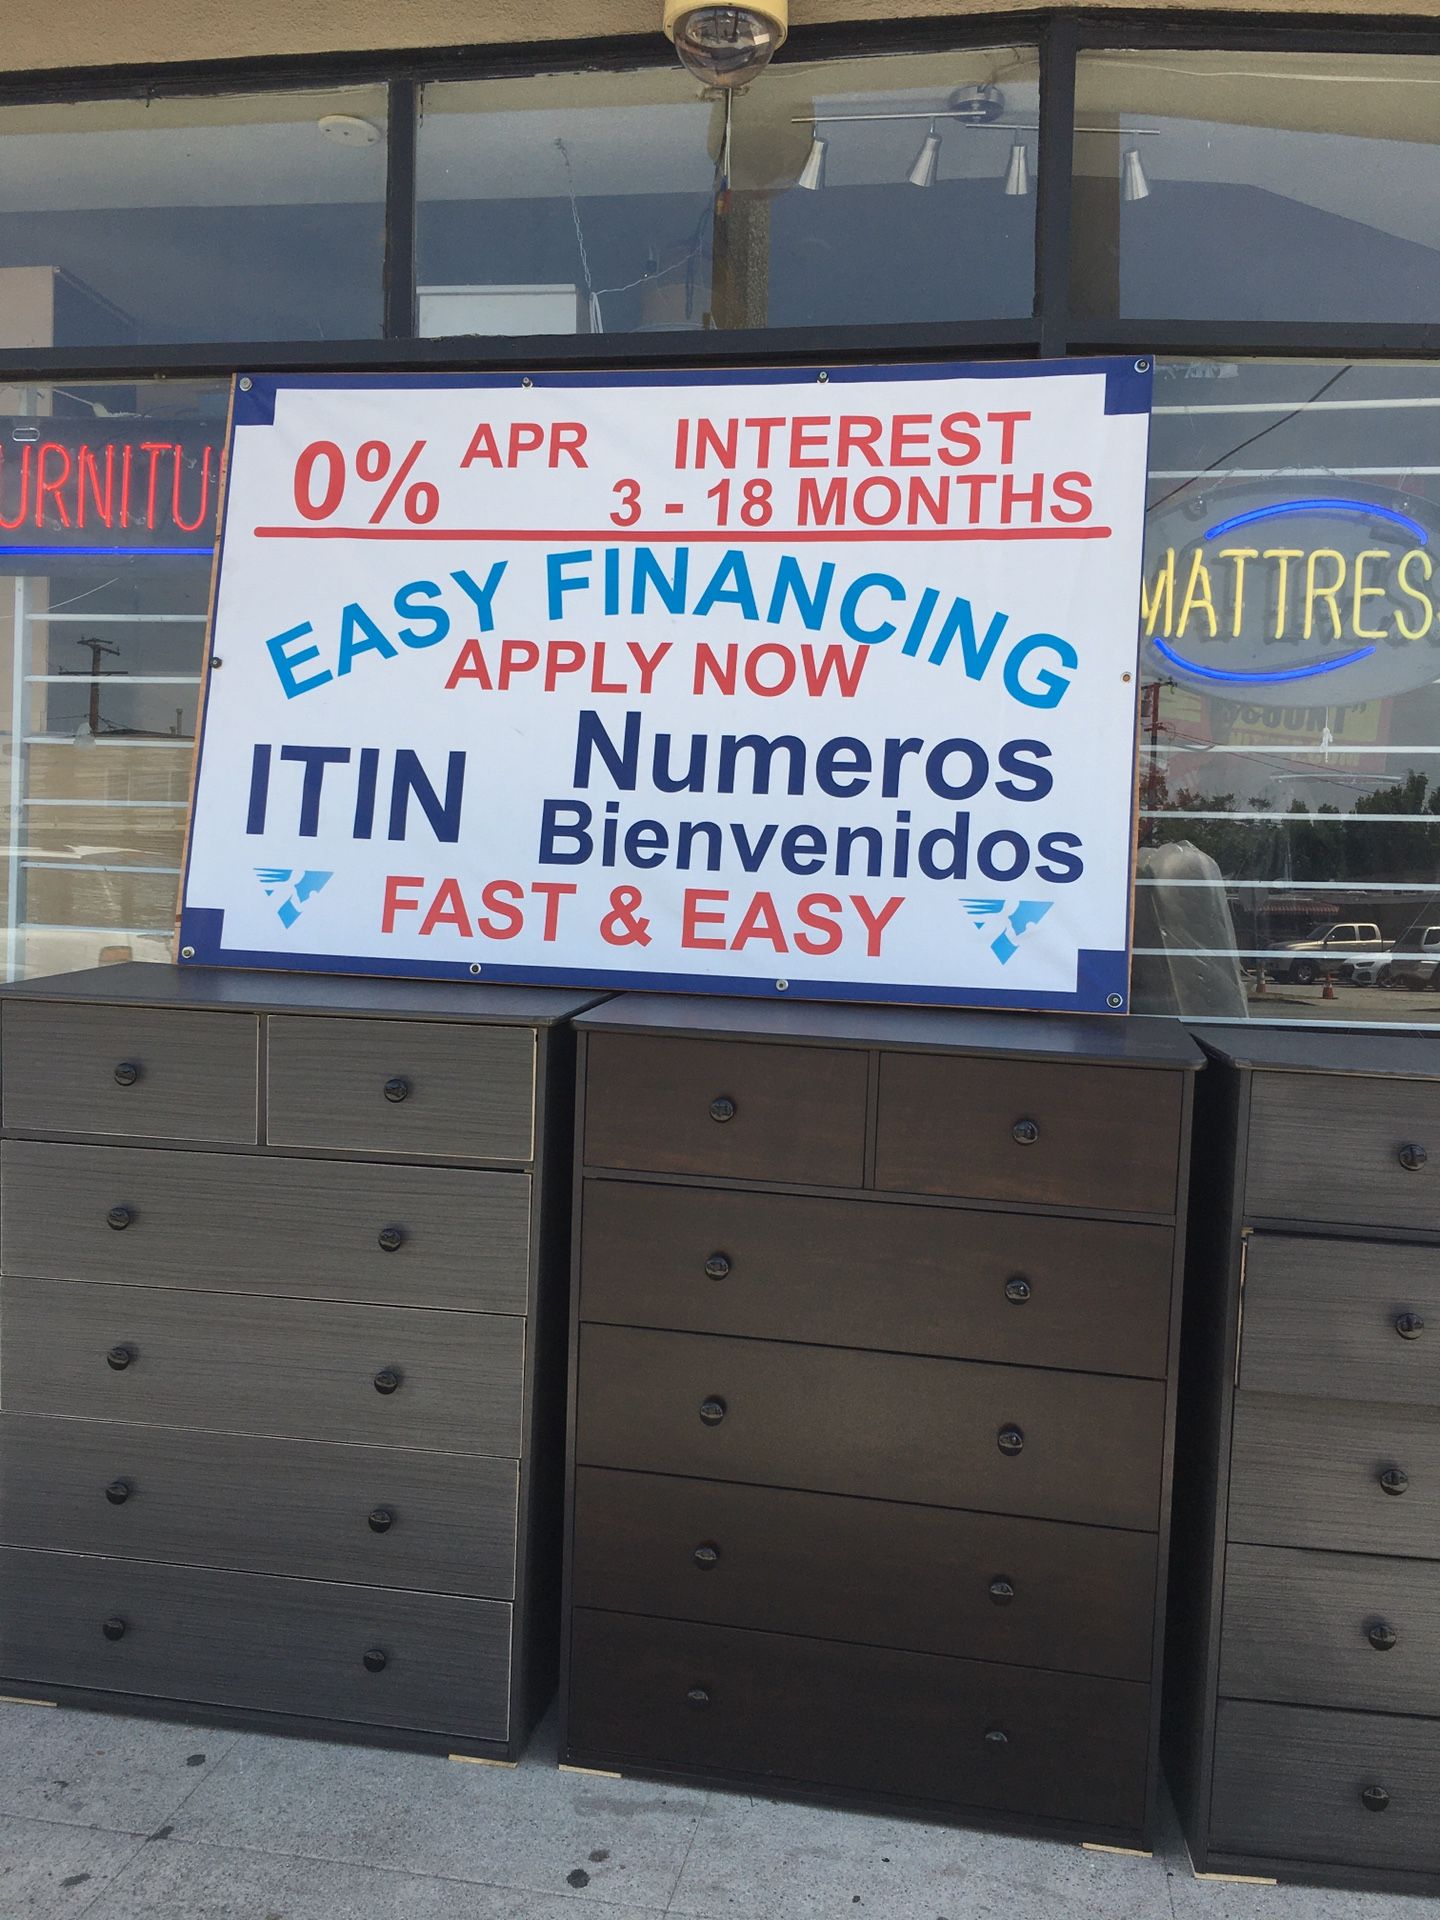 0% APR INTEREST
3 - 18 MONTHS
EASY FINANCING
APPLY NOW
ITIN Numeros
Bienvenidos
FAST & EASY
URNITU
MATTRES